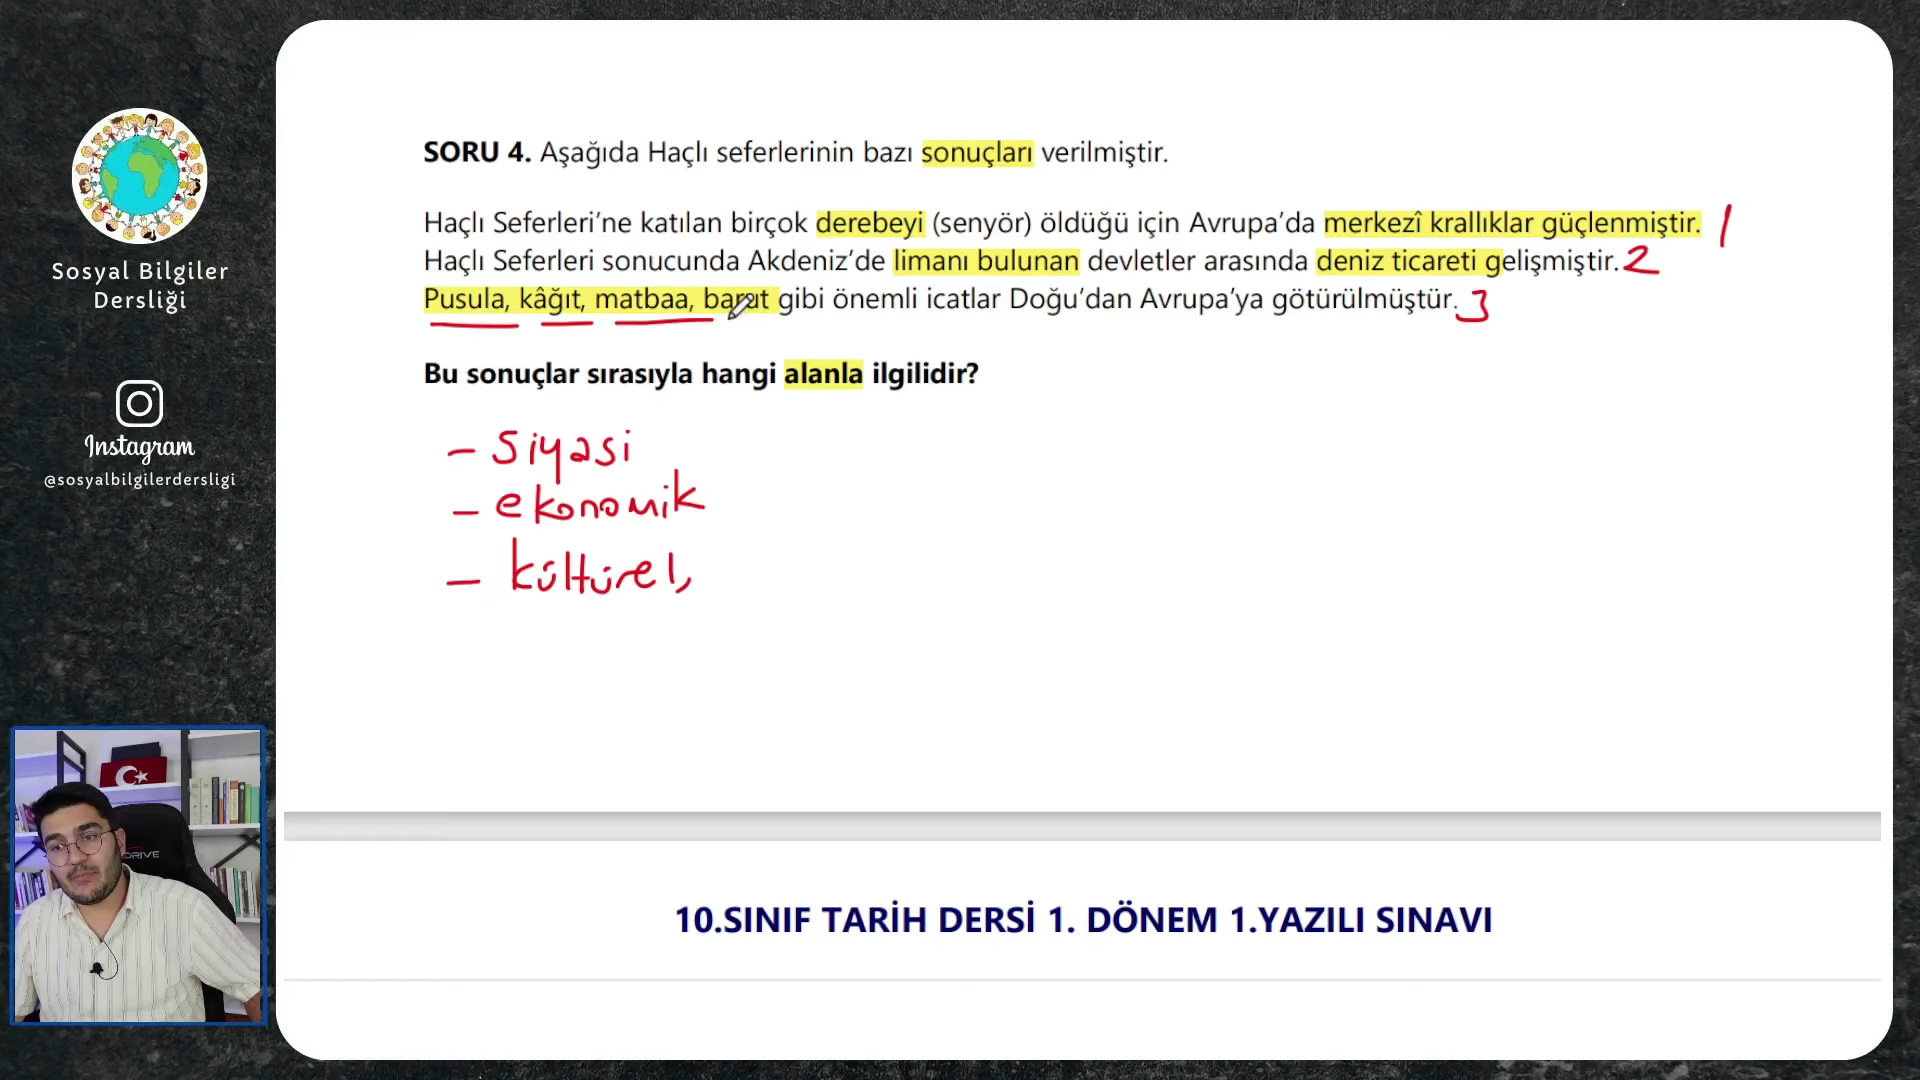 Sosyal Bilgiler
Dersliği
Instagram
@sosyalbilgilerdersligi
SORU 4. Aşağıda Haçlı seferlerinin bazı sonuçları verilmiştir.
Haçlı Seferleri’ne katılan birçok derebeyi (senyör) öldüğü için Avrupa’da merkezî krallıklar güçlenmiştir. 1
Haçlı Seferleri sonucunda Akdeniz’de limanı bulunan devletler arasında deniz ticareti gelişmiştir. 2
Pusula, kâğıt, matbaa, barut gibi önemli icatlar Doğu’dan Avrupa’ya götürülmüştür. 3
Bu sonuçlar sırasıyla hangi alanla ilgilidir?
- siyasi
- ekonomik
- kültürel,
DRIVE
10.SINIF TARİH DERSİ 1. DÖNEM 1.YAZILI SINAVI